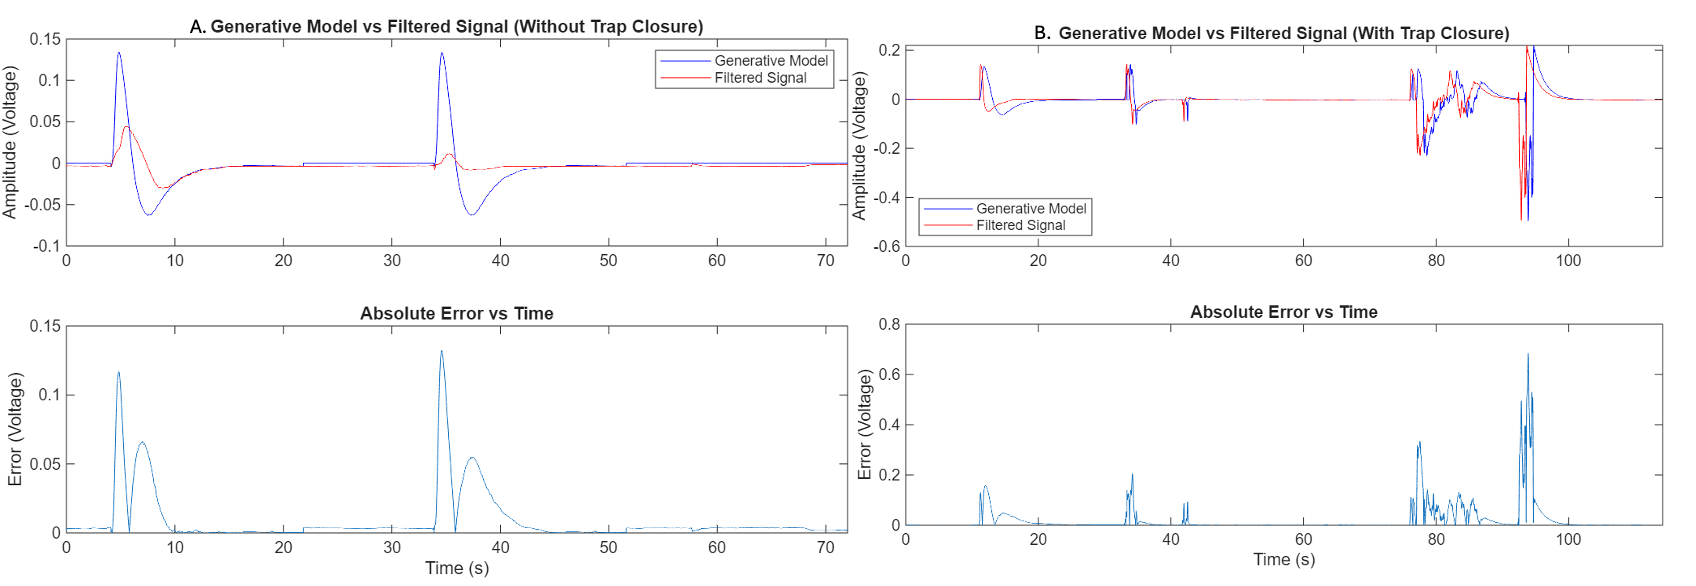 A. Generative Model vs Filtered Signal (Without Trap Closure)
0.15
0.1
0.05
0
-0.05
-0.1
Amplitude (Voltage)
Generative Model
Filtered Signal
0 10 20 30 40 50 60 70
Absolute Error vs Time
0.15
0.1
0.05
0
Error (Voltage)
0 10 20 30 40 50 60 70
Time (s)
B. Generative Model vs Filtered Signal (With Trap Closure)
0.2
0
-0.2
-0.4
-0.6
Amplitude (Voltage)
Generative Model
Filtered Signal
0 20 40 60 80 100
Absolute Error vs Time
0.8
0.6
0.4
0.2
0
Error (Voltage)
0 20 40 60 80 100
Time (s)